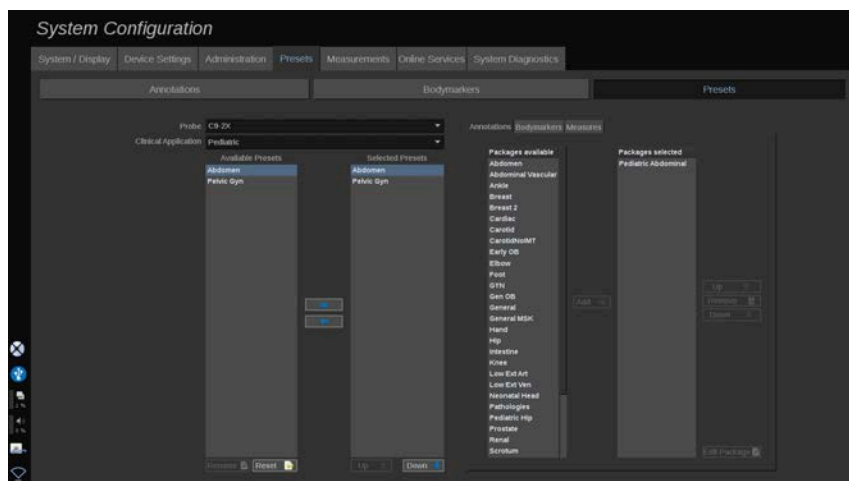 System Configuration
System / Display Device Settings Administration Presets Measurements Online Services System Diagnostics
Annotations Bodymarkers Presets
Probe C9-2X
Clinical Application Pediatric
Available Presets Selected Presets
Abdomen Abdomen
Pelvic Gyn Pelvic Gyn
Reset Up Down
Annotations Bodymarkers Measures
Packages available Packages selected
Abdomen Pediatric Abdominal
Abdominal Vascular
Ankle
Breast
Breast 2
Cardiac
Carotid
CarotidNoIMT
Early OB
Elbow
Foot
GYN
Gen OB
General
General MSK
Hand
Hip
Intestine
Knee
Low Ext Art
Low Ext Ven
Neonatal Head
Pathologies
Pediatric Hip
Prostate
Renal
Scrotum
Add
Up
Remove
Down
Edit Package